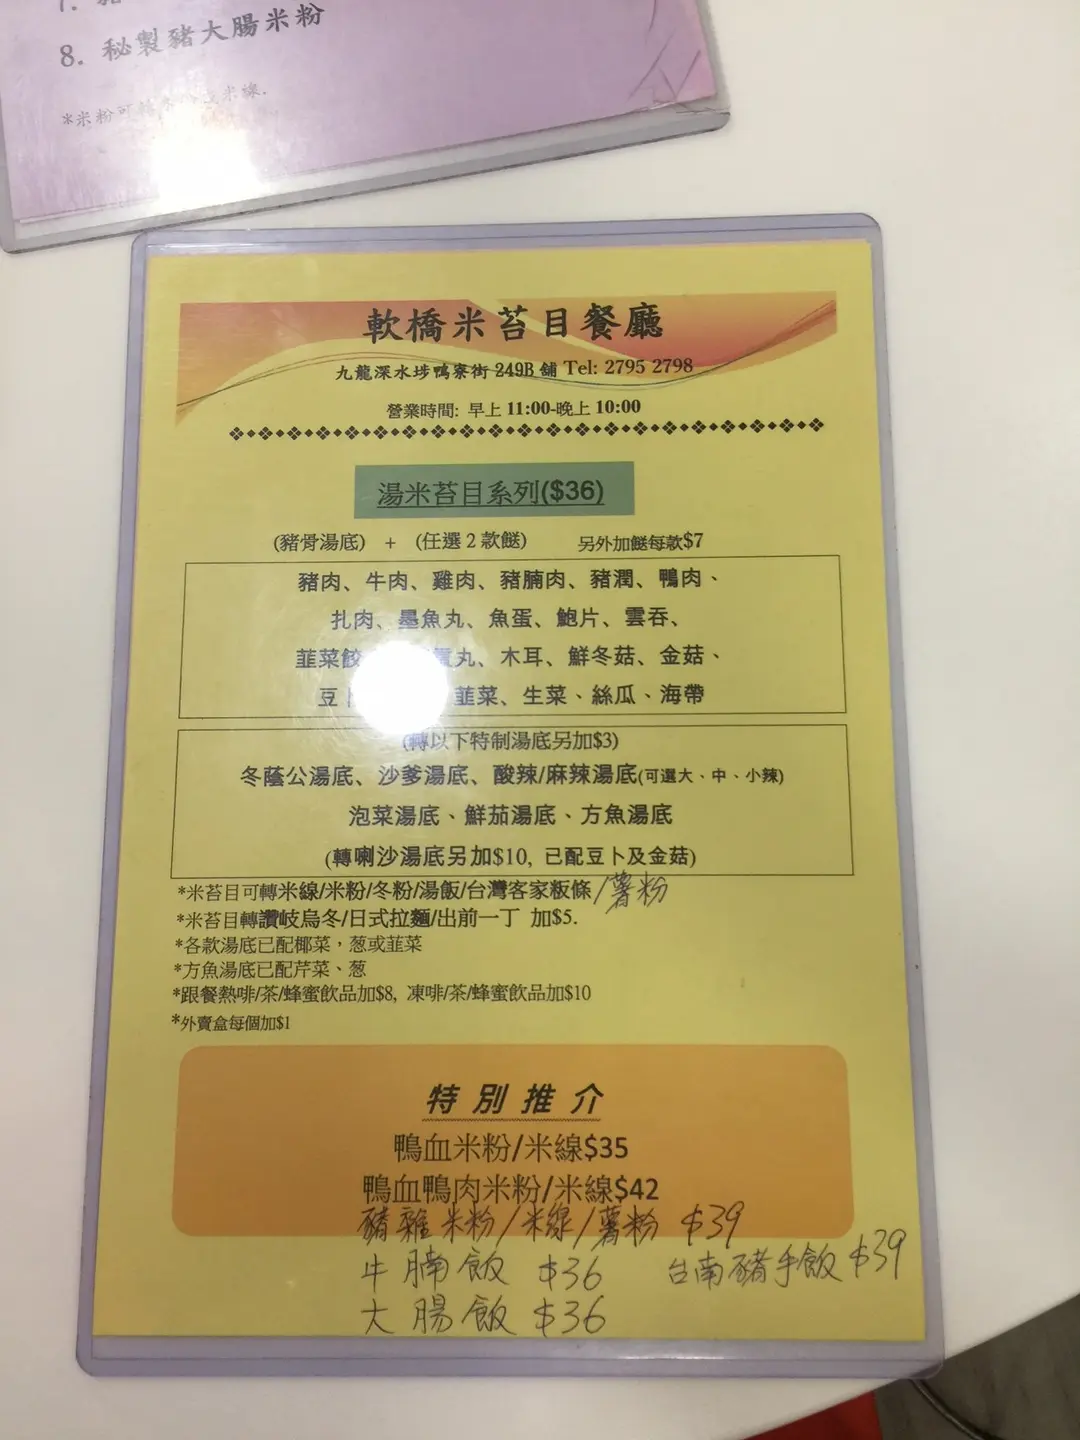 8. 秘製豬大腸米粉
*米粉可轉
米線.
軟橋米苔目餐廳
九龍深水埗鴨寮街 249B 舖 Tel: 2795 2798
營業時間: 早上 11:00-晚上 10:00
湯米苔目系列($36)
(豬骨湯底) + (任選 2 款餸) 另外加餸每款$7
豬肉、牛肉、雞肉、豬腩肉、豬潤、鴨肉、
扎肉、墨魚丸、魚蛋、鮑片、雲吞、
韮菜餃 丸、木耳、鮮冬菇、金菇、
豆 韮菜、生菜、絲瓜、海帶
(轉以下特制湯底另加$3)
冬蔭公湯底、沙爹湯底、酸辣/麻辣湯底(可選大、中、小辣)
泡菜湯底、鮮茄湯底、方魚湯底
(轉喇沙湯底另加$10, 已配豆卜及金菇)
*米苔目可轉米線/米粉/冬粉/湯飯/台灣客家粄條/薯粉
*米苔目轉讚岐烏冬/日式拉麵/出前一丁 加$5.
*各款湯底已配椰菜，葱或韮菜
*方魚湯底已配芹菜、葱
*跟餐熱啡/茶/蜂蜜飲品加$8, 凍啡/茶/蜂蜜飲品加$10
*外賣盒每個加$1
特別推介
鴨血米粉/米線$35
鴨血鴨肉米粉/米線$42
豬雜米粉/米線/薯粉 $39
牛腩飯 $36 台南豬手飯 $39
大腸飯 $36